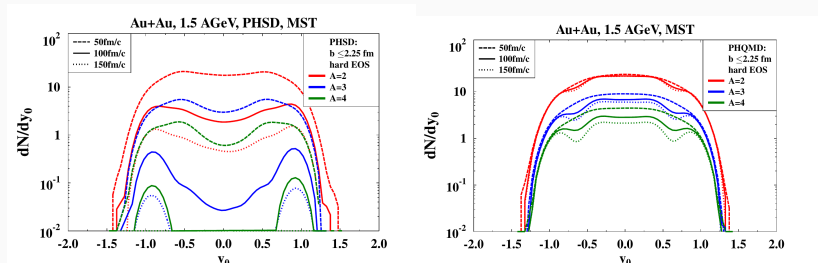 Au+Au, 1.5 AGeV, PHSD, MST
10²
10
1
10⁻¹
10⁻²
dN/dy₀
50fm/c
100fm/c
150fm/c
PHSD:
b ≤2.25 fm
hard EOS
A=2
A=3
A=4
-2.0 -1.5 -1.0 -0.5 0.0 0.5 1.0 1.5 2.0
y₀
Au+Au, 1.5 AGeV, MST
10²
10
1
10⁻¹
10⁻²
dN/dy₀
50fm/c
100fm/c
150fm/c
PHQMD:
b ≤2.25 fm
hard EOS
A=2
A=3
A=4
-2.0 -1.5 -1.0 -0.5 0.0 0.5 1.0 1.5 2.0
y₀